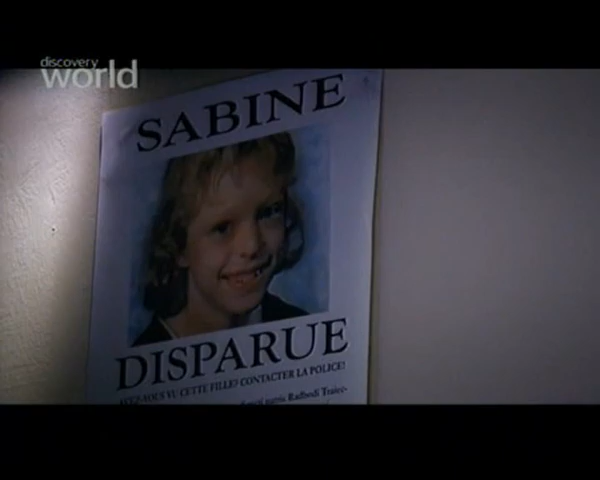 discovery
world
SABINE
DISPARUE
AVEZ-VOUS VU CETTE FILLE? CONTACTER LA POLICE!